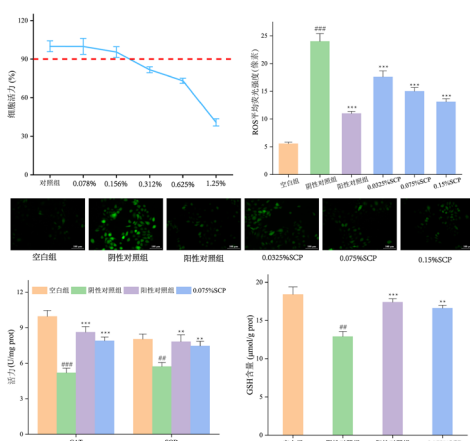 120
90
60
30
0
细胞活力 (%)
对照组 0.078% 0.156% 0.312% 0.625% 1.25%
25
20
15
10
5
0
ROS平均荧光强度(像素)
### *** *** *** ***
空白组 阴性对照组 阳性对照组 0.0325%SCP 0.075%SCP 0.15%SCP
空白组 阴性对照组 阳性对照组 0.0325%SCP 0.075%SCP 0.15%SCP
空白组 阴性对照组 阳性对照组 0.075%SCP
12
9
6
3
0
活力 (U/mg prot)
### *** *** ## ** **
20
15
10
5
0
GSH含量 (μmol/g prot)
## *** **